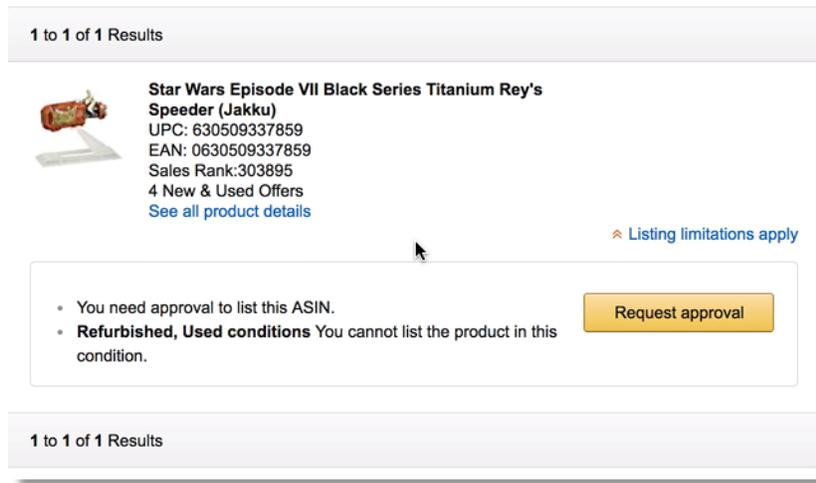 1 to 1 of 1 Results
Star Wars Episode VII Black Series Titanium Rey's
Speeder (Jakku)
UPC: 630509337859
EAN: 0630509337859
Sales Rank:303895
4 New & Used Offers
See all product details
Listing limitations apply
You need approval to list this ASIN.
Refurbished, Used conditions You cannot list the product in this
condition.
Request approval
1 to 1 of 1 Results